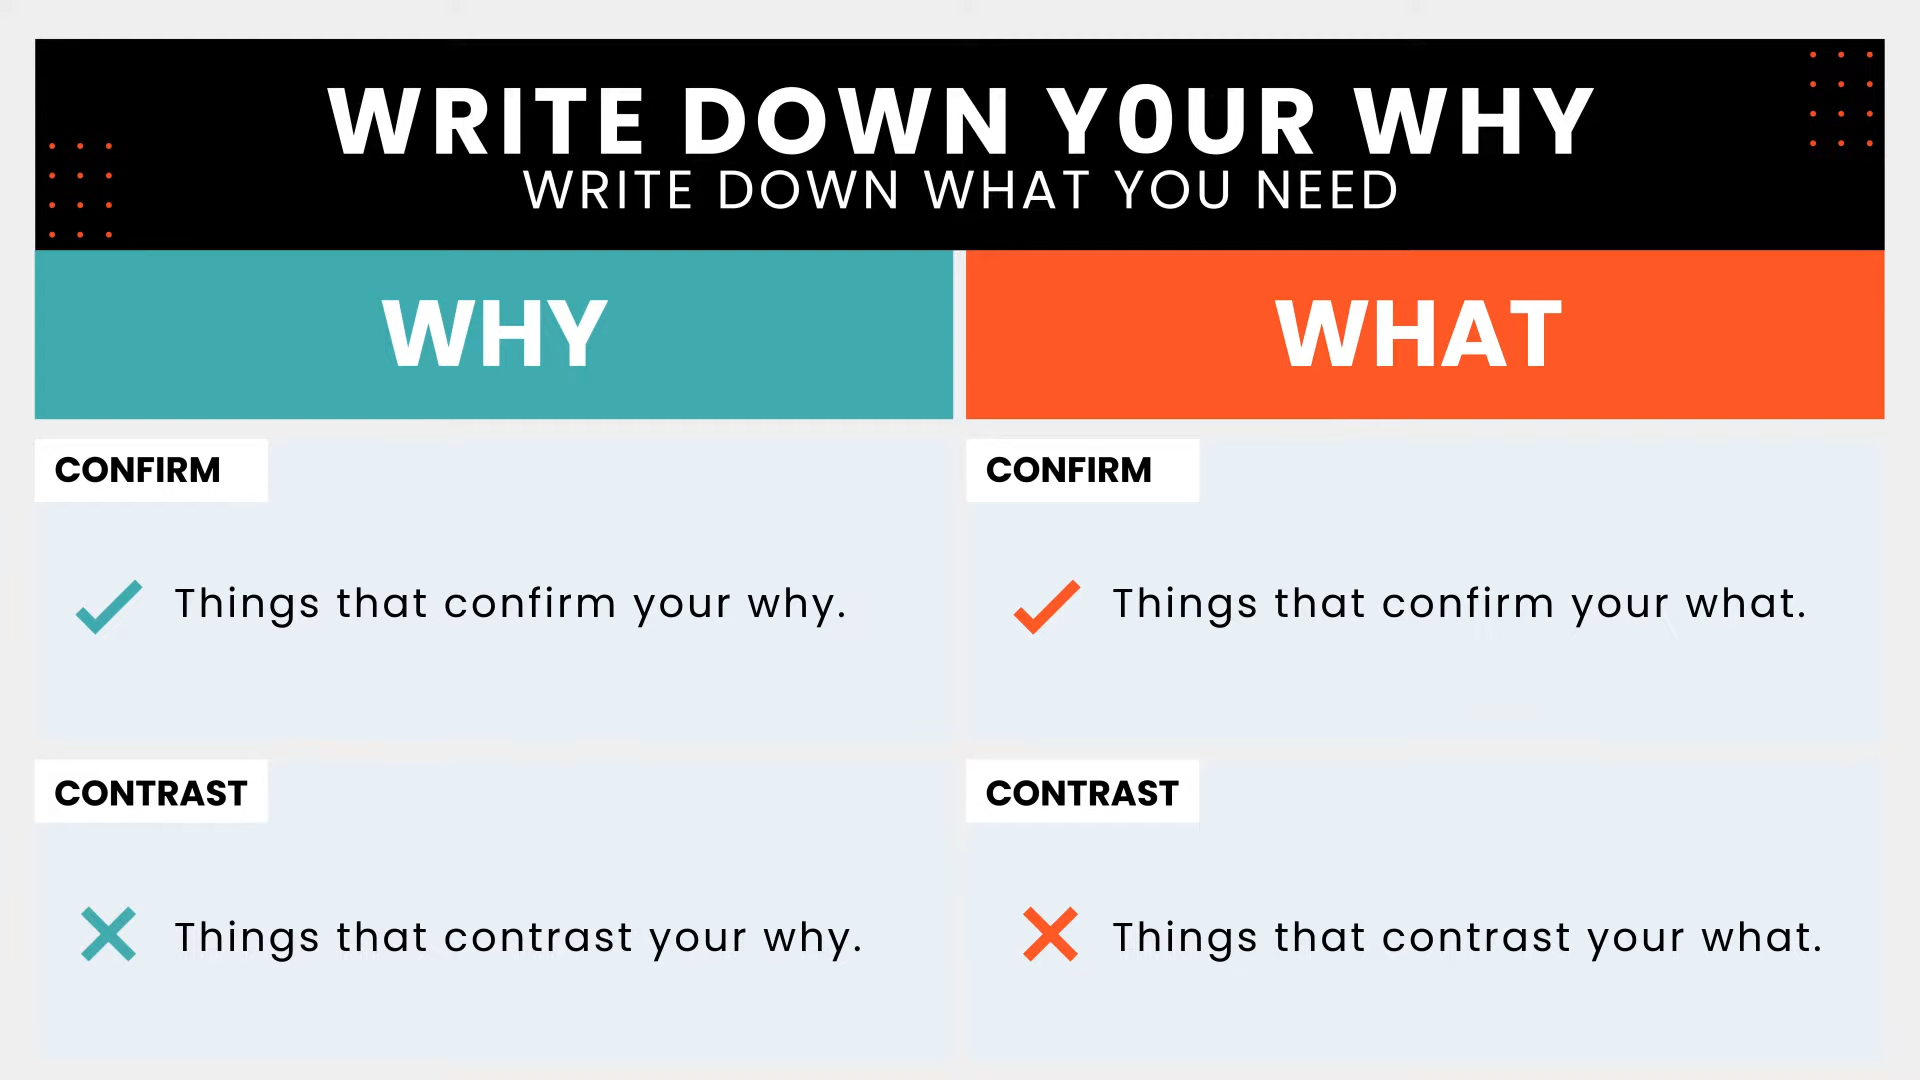 WRITE DOWN Y0UR WHY
WRITE DOWN WHAT YOU NEED
WHY
WHAT
CONFIRM
Things that confirm your why.
CONFIRM
Things that confirm your what.
CONTRAST
Things that contrast your why.
CONTRAST
Things that contrast your what.